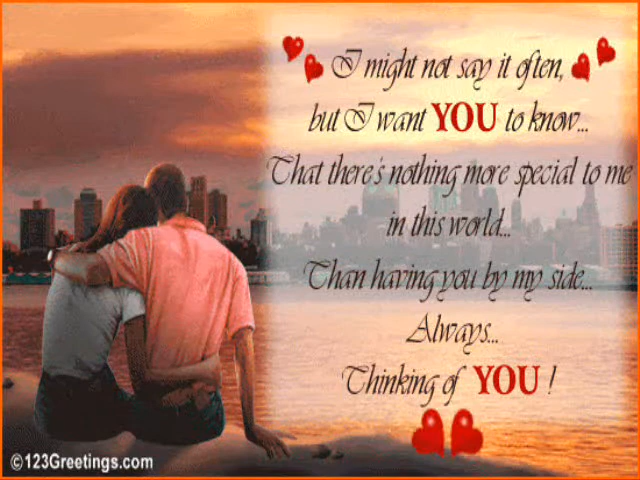 I might not say it often,
but I want YOU to know...
That there's nothing more special to me
in this world...
Than having you by my side...
Always...
Thinking of YOU !
©123Greetings.com